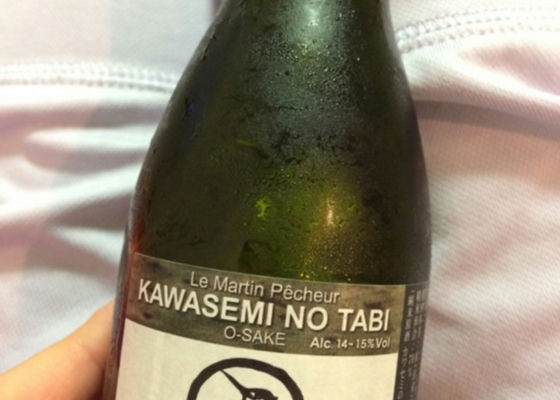 Le Martin Pêcheur
KAWASEMI NO TABI
O-SAKE
Alc 14~15%Vol